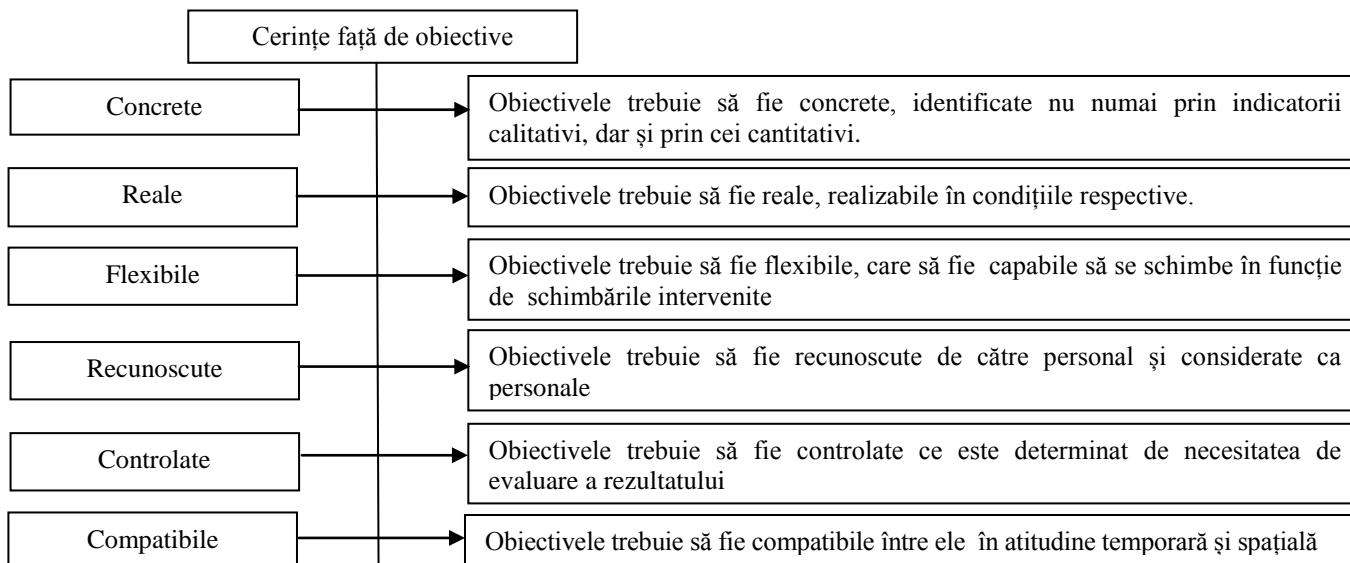 Cerințe față de obiective
Concrete
Obiectivele trebuie să fie concrete, identificate nu numai prin indicatorii
calitativi, dar și prin cei cantitativi.
Reale
Obiectivele trebuie să fie reale, realizabile în condițiile respective.
Flexibile
Obiectivele trebuie să fie flexibile, care să fie capabile să se schimbe în funcție
de schimbările intervenite
Recunoscute
Obiectivele trebuie să fie recunoscute de către personal și considerate ca
personale
Controlate
Obiectivele trebuie să fie controlate ce este determinat de necesitatea de
evaluare a rezultatului
Compatibile
Obiectivele trebuie să fie compatibile între ele în atitudine temporară și spațială